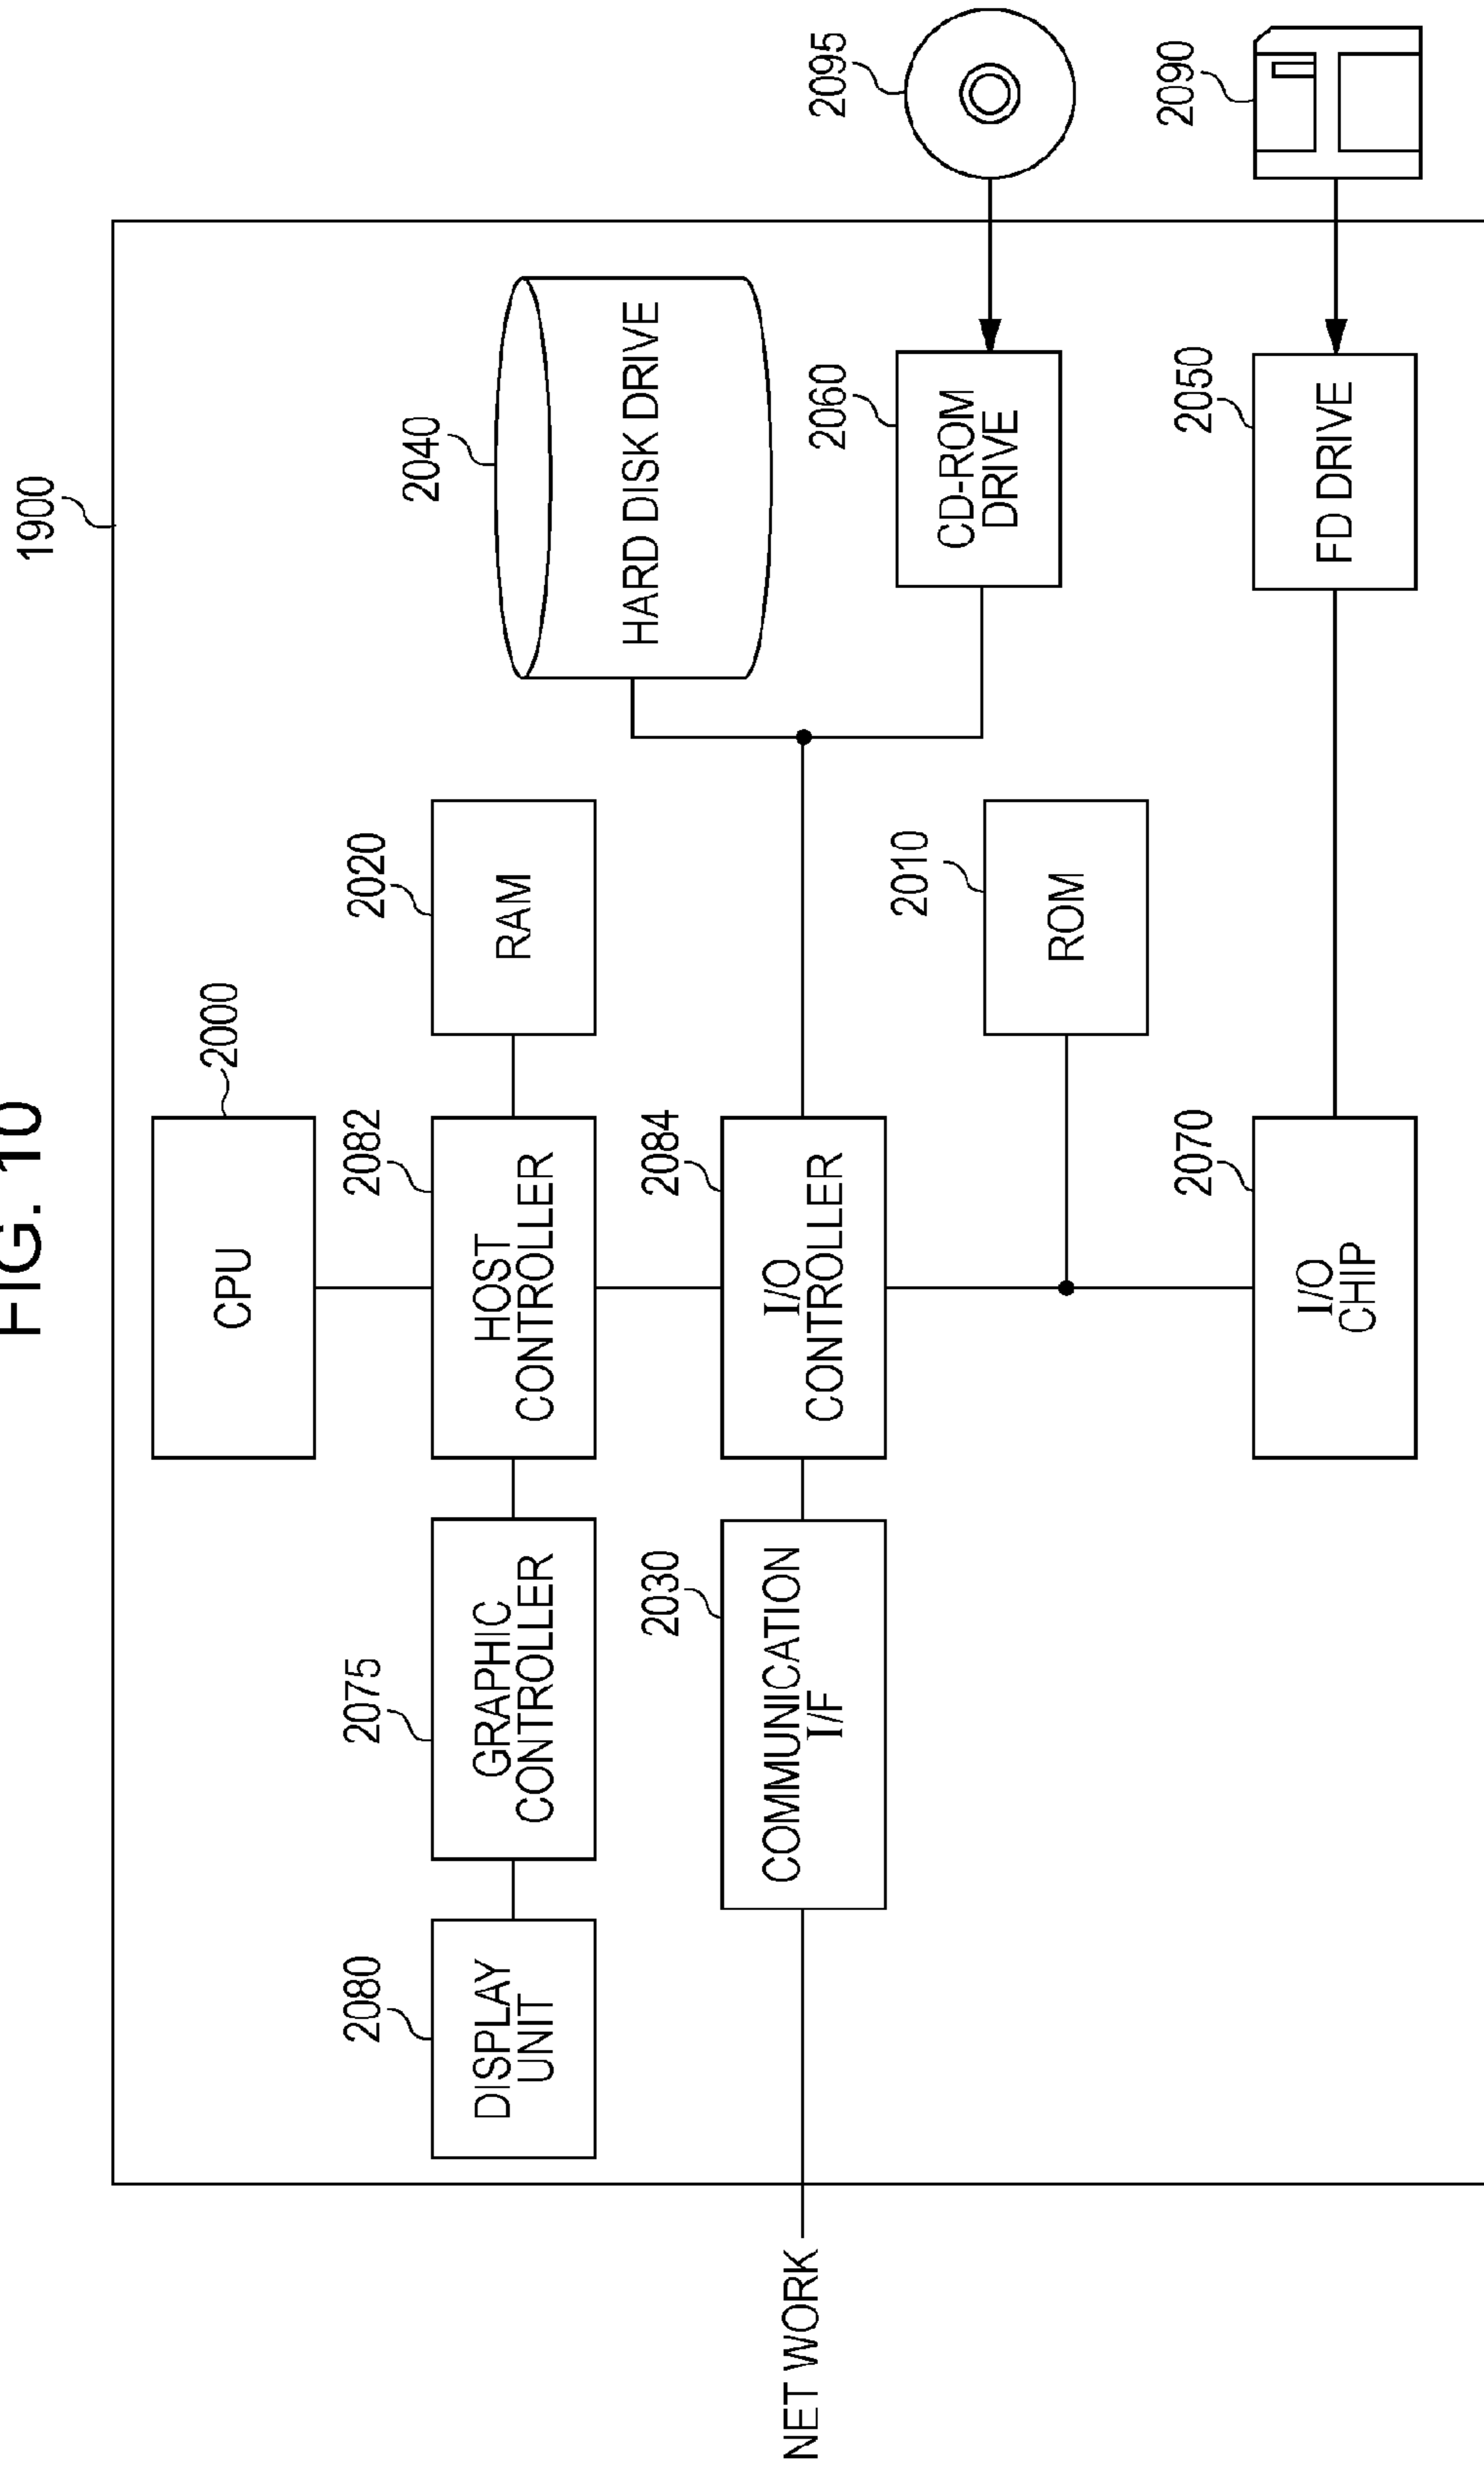 FIG. 10
1900
2000
CPU
2080
DISPLAY
UNIT
2075
GRAPHIC
CONTROLLER
2082
HOST
CONTROLLER
2020
RAM
2040
HARD DISK DRIVE
NET WORK
2030
COMMUNICATION
I/F
2084
I/O
CONTROLLER
2060
CD-ROM
DRIVE
2095
2010
ROM
2070
I/O
CHIP
2050
FD DRIVE
2090